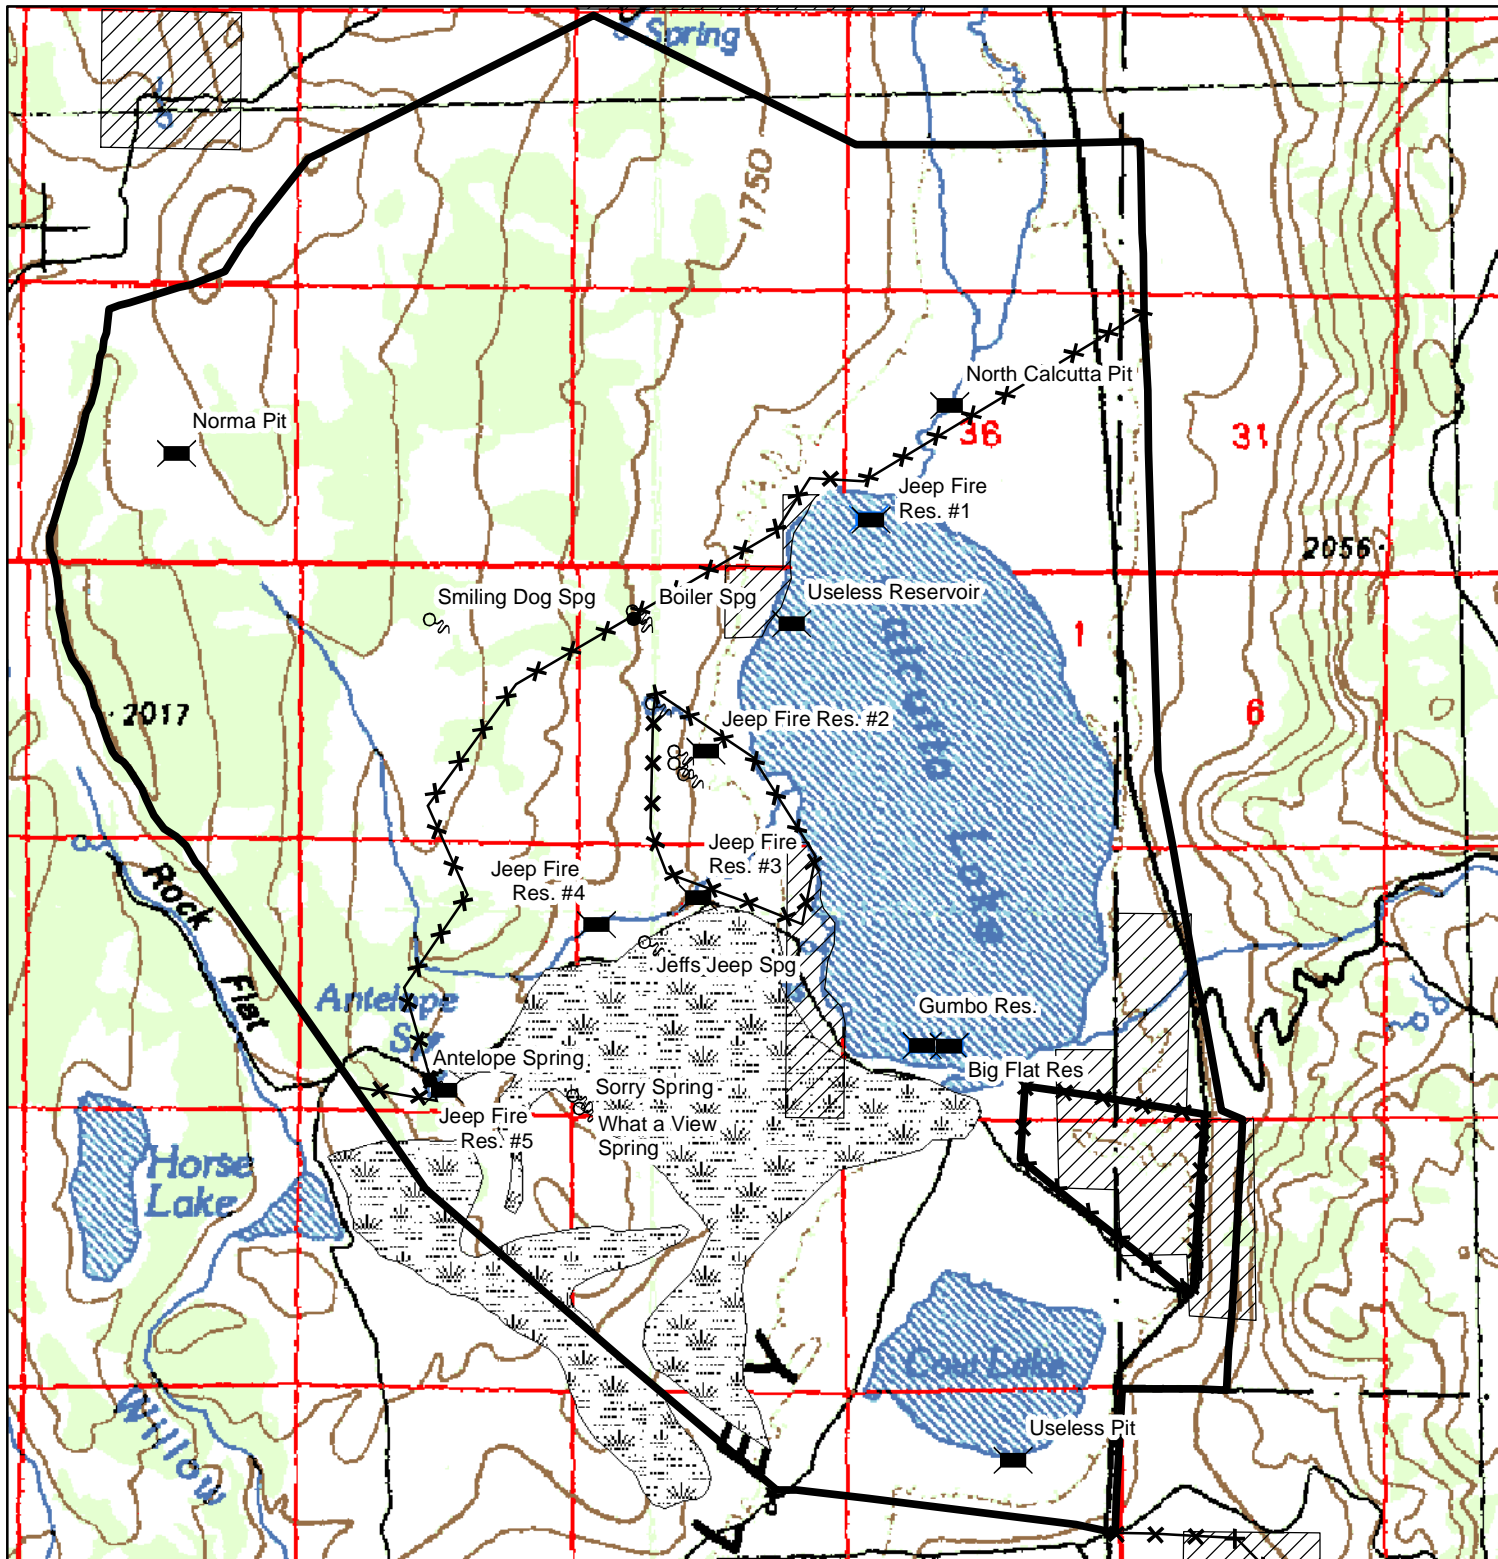 Spring
1750
North Calcutta Pit
Norma Pit
36
31
Jeep Fire
Res. #1
2056
Smiling Dog Spg
Boiler Spg
Useless Reservoir
1
6
2017
Jeep Fire Res. #2
Lake
Jeep Fire
Res. #3
Jeep Fire
Res. #4
Rock
Flat
Jeffs Jeep Spg
Antelope
Gumbo Res.
Antelope Spring
Big Flat Res
Sorry Spring
Jeep Fire
Res. #5
What a View
Spring
Horse
Lake
Willow
Useless Pit